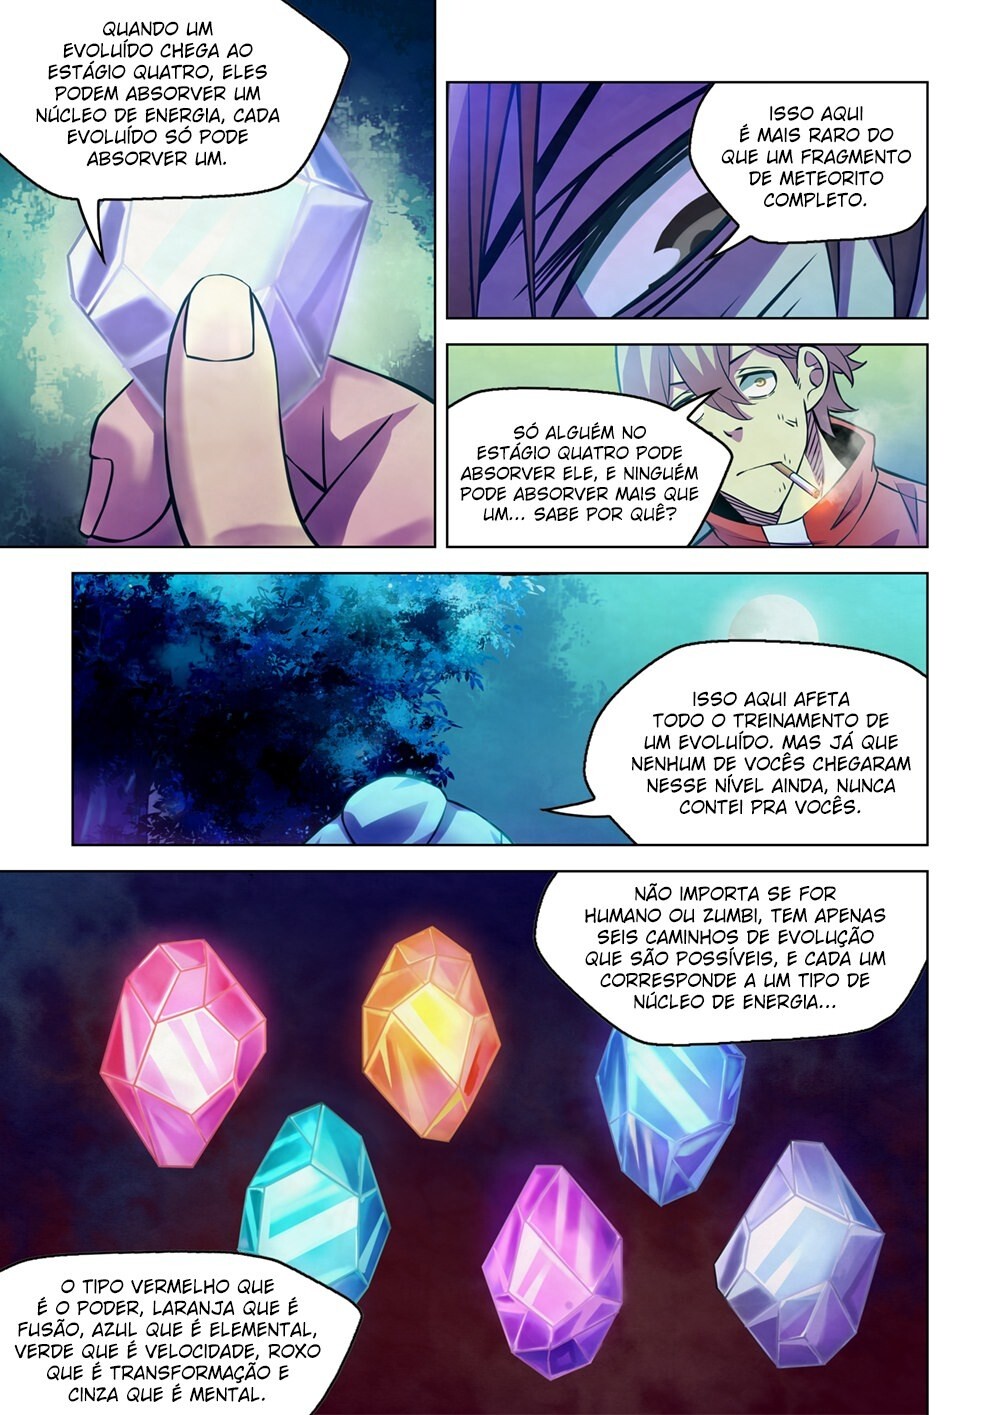 QUANDO UM
EVOLUÍDO CHEGA AO
ESTÁGIO QUATRO, ELES
PODEM ABSORVER UM
NÚCLEO DE ENERGIA, CADA
EVOLUÍDO SÓ PODE
ABSORVER UM.
ISSO AQUI
É MAIS RARO DO
QUE UM FRAGMENTO
DE METEORITO
COMPLETO.
SÓ ALGUÉM NO
ESTÁGIO QUATRO PODE
ABSORVER ELE, E NINGUÉM
PODE ABSORVER MAIS QUE
UM... SABE POR QUÊ?
ISSO AQUI AFETA
TODO O TREINAMENTO DE
UM EVOLUÍDO. MAS JÁ QUE
NENHUM DE VOCÊS CHEGARAM
NESSE NÍVEL AINDA, NUNCA
CONTEI PRA VOCÊS.
NÃO IMPORTA SE FOR
HUMANO OU ZUMBI, TEM APENAS
SEIS CAMINHOS DE EVOLUÇÃO
QUE SÃO POSSÍVEIS, E CADA UM
CORRESPONDE A UM TIPO DE
NÚCLEO DE ENERGIA...
O TIPO VERMELHO QUE
É O PODER, LARANJA QUE É
FUSÃO, AZUL QUE É ELEMENTAL,
VERDE QUE É VELOCIDADE, ROXO
QUE É TRANSFORMAÇÃO E
CINZA QUE É MENTAL.